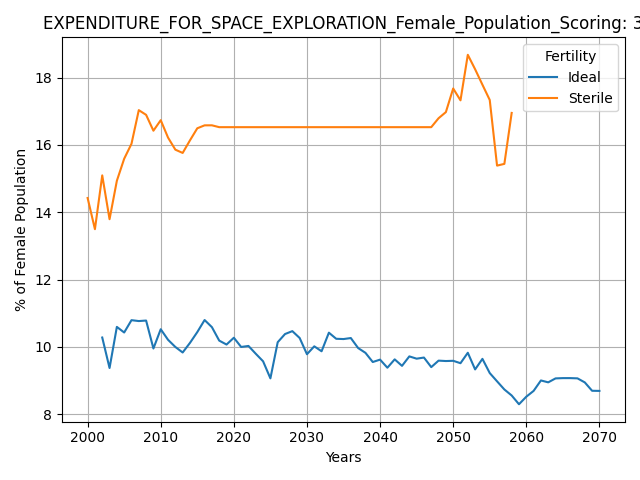 EXPENDITURE_FOR_SPACE_EXPLORATION_Female_Population_Scoring: 3
Fertility
Ideal
Sterile
% of Female Population
18
16
14
12
10
8
2000 2010 2020 2030 2040 2050 2060 2070
Years